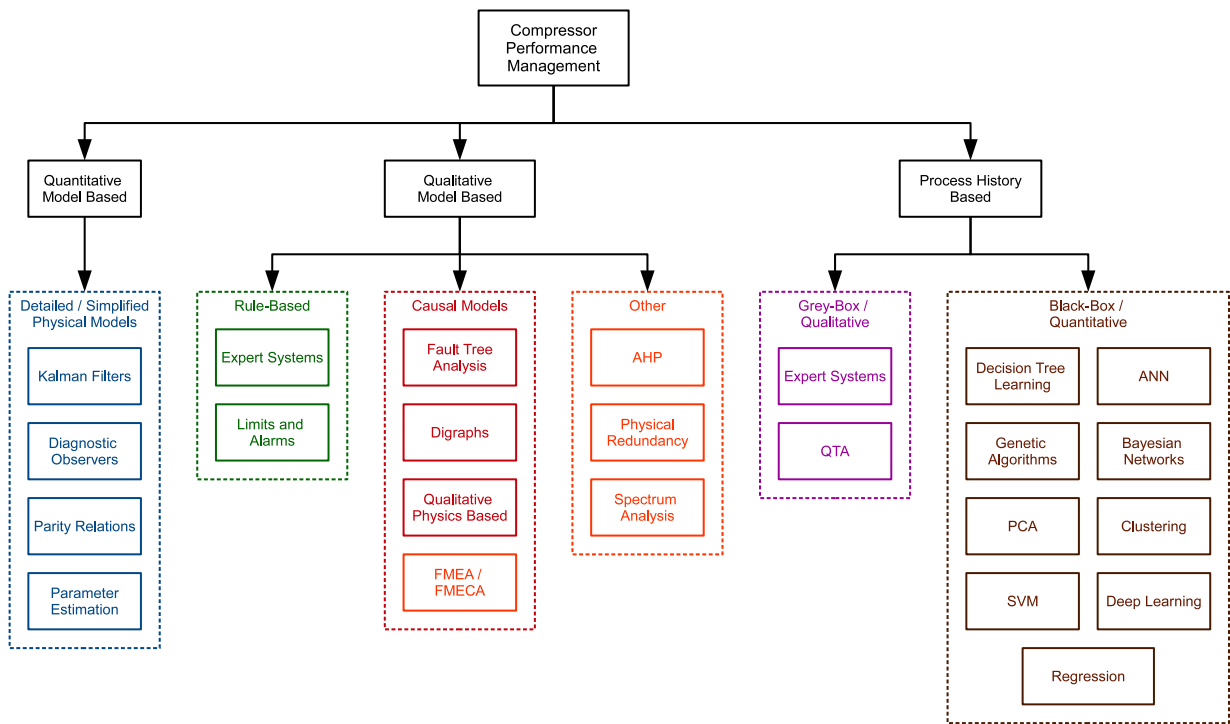 Compressor
Performance
Management
Quantitative
Model Based
Qualitative
Model Based
Process History
Based
Detailed / Simplified
Physical Models
Kalman Filters
Diagnostic
Observers
Parity Relations
Parameter
Estimation
Rule-Based
Expert Systems
Limits and
Alarms
Causal Models
Fault Tree
Analysis
Digraphs
Qualitative
Physics Based
FMEA /
FMECA
Other
AHP
Physical
Redundancy
Spectrum
Analysis
Grey-Box /
Qualitative
Expert Systems
QTA
Black-Box /
Quantitative
Decision Tree
Learning
ANN
Genetic
Algorithms
Bayesian
Networks
PCA
Clustering
SVM
Deep Learning
Regression